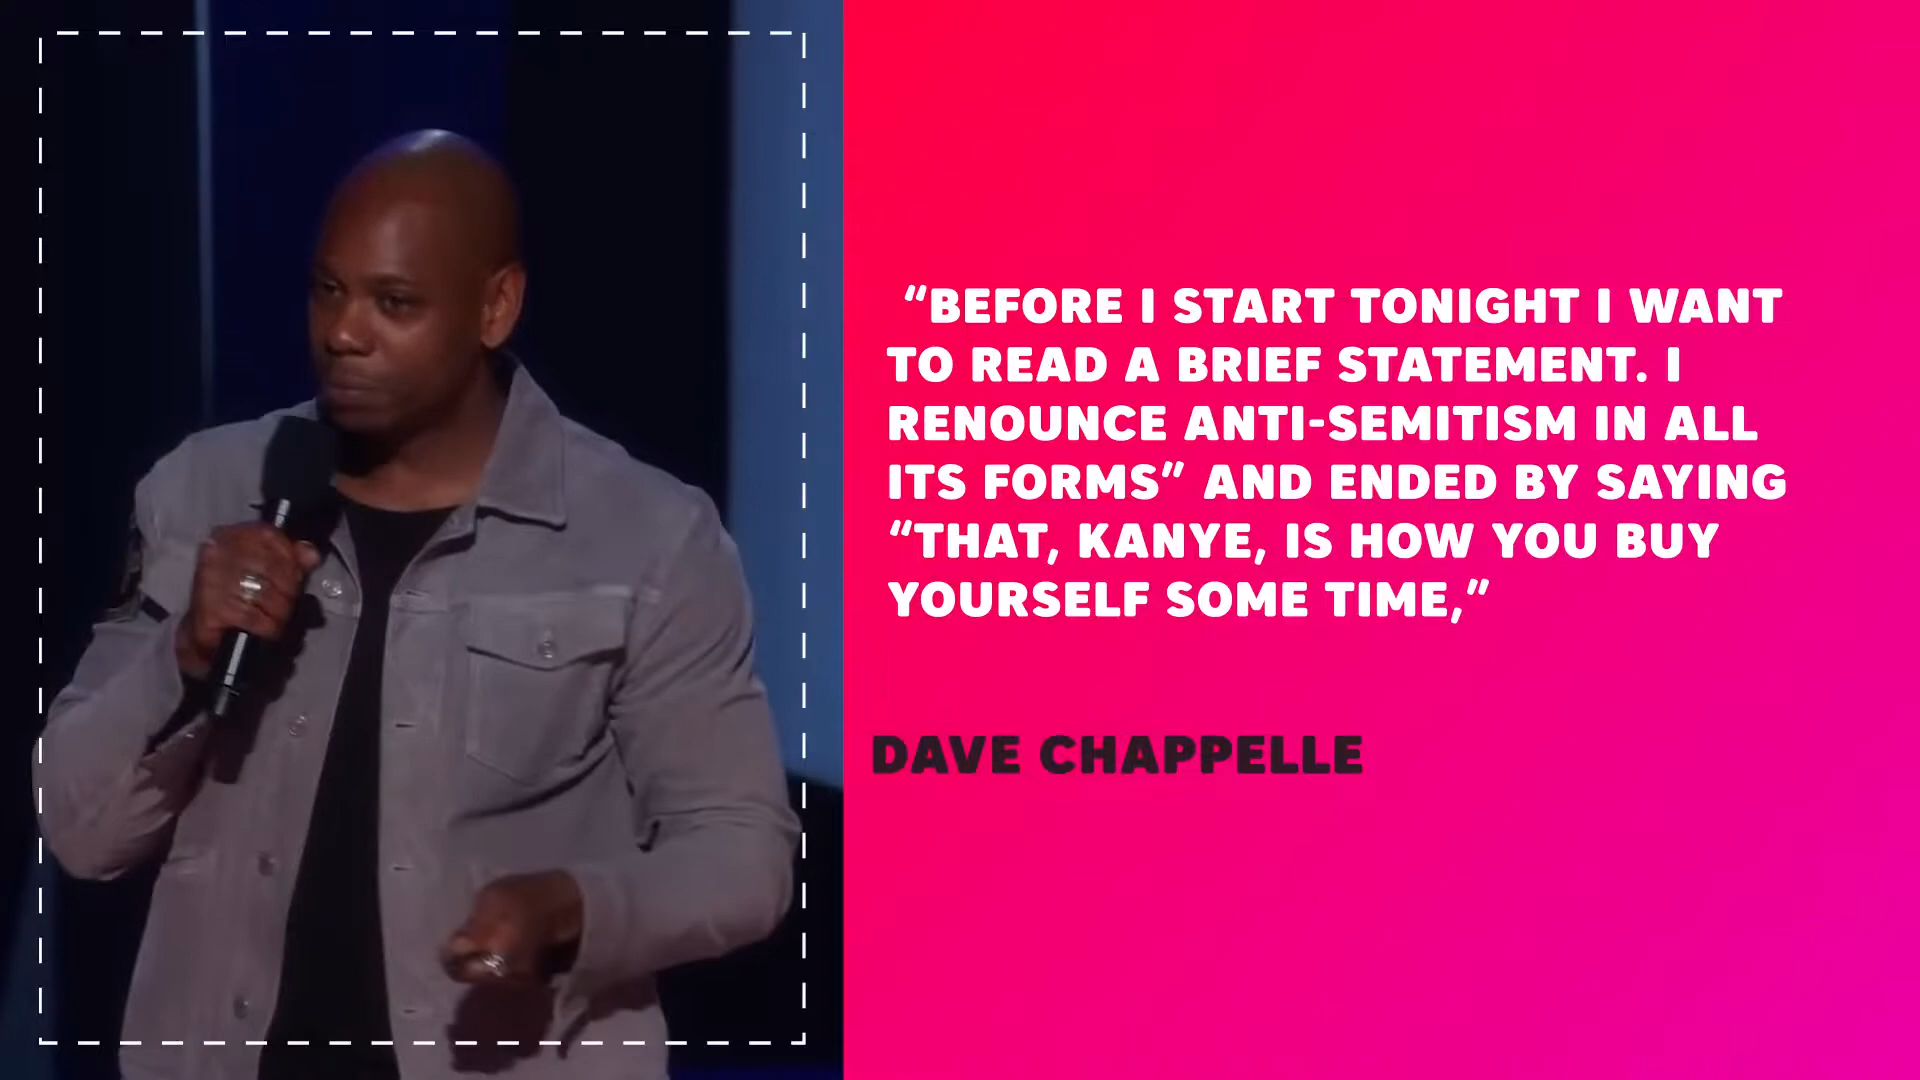 “BEFORE I START TONIGHT I WANT
TO READ A BRIEF STATEMENT. I
RENOUNCE ANTI-SEMITISM IN ALL
ITS FORMS” AND ENDED BY SAYING
“THAT, KANYE, IS HOW YOU BUY
YOURSELF SOME TIME,”
DAVE CHAPPELLE